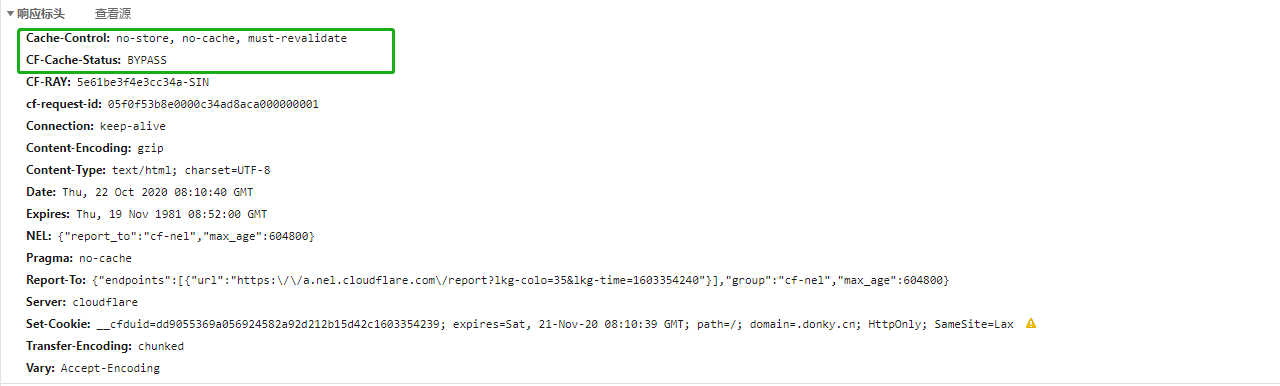 响应标头 查看源
Cache-Control: no-store, no-cache, must-revalidate
CF-Cache-Status: BYPASS
CF-RAY: 5e61be3f4e3cc34a-SIN
cf-request-id: 05f0f53b8e0000c34ad8aca000000001
Connection: keep-alive
Content-Encoding: gzip
Content-Type: text/html; charset=UTF-8
Date: Thu, 22 Oct 2020 08:10:40 GMT
Expires: Thu, 19 Nov 1981 08:52:00 GMT
NEL: {"report_to":"cf-nel","max_age":604800}
Pragma: no-cache
Report-To: {"endpoints":[{"url":"https:\/\/a.nel.cloudflare.com\/report?lkg-colo=35&lkg-time=1603354240"}],"group":"cf-nel","max_age":604800}
Server: cloudflare
Set-Cookie: __cfduid=dd9055369a056924582a92d212b15d42c1603354239; expires=Sat, 21-Nov-20 08:10:39 GMT; path=/; domain=.donky.cn; HttpOnly; SameSite=Lax
Transfer-Encoding: chunked
Vary: Accept-Encoding